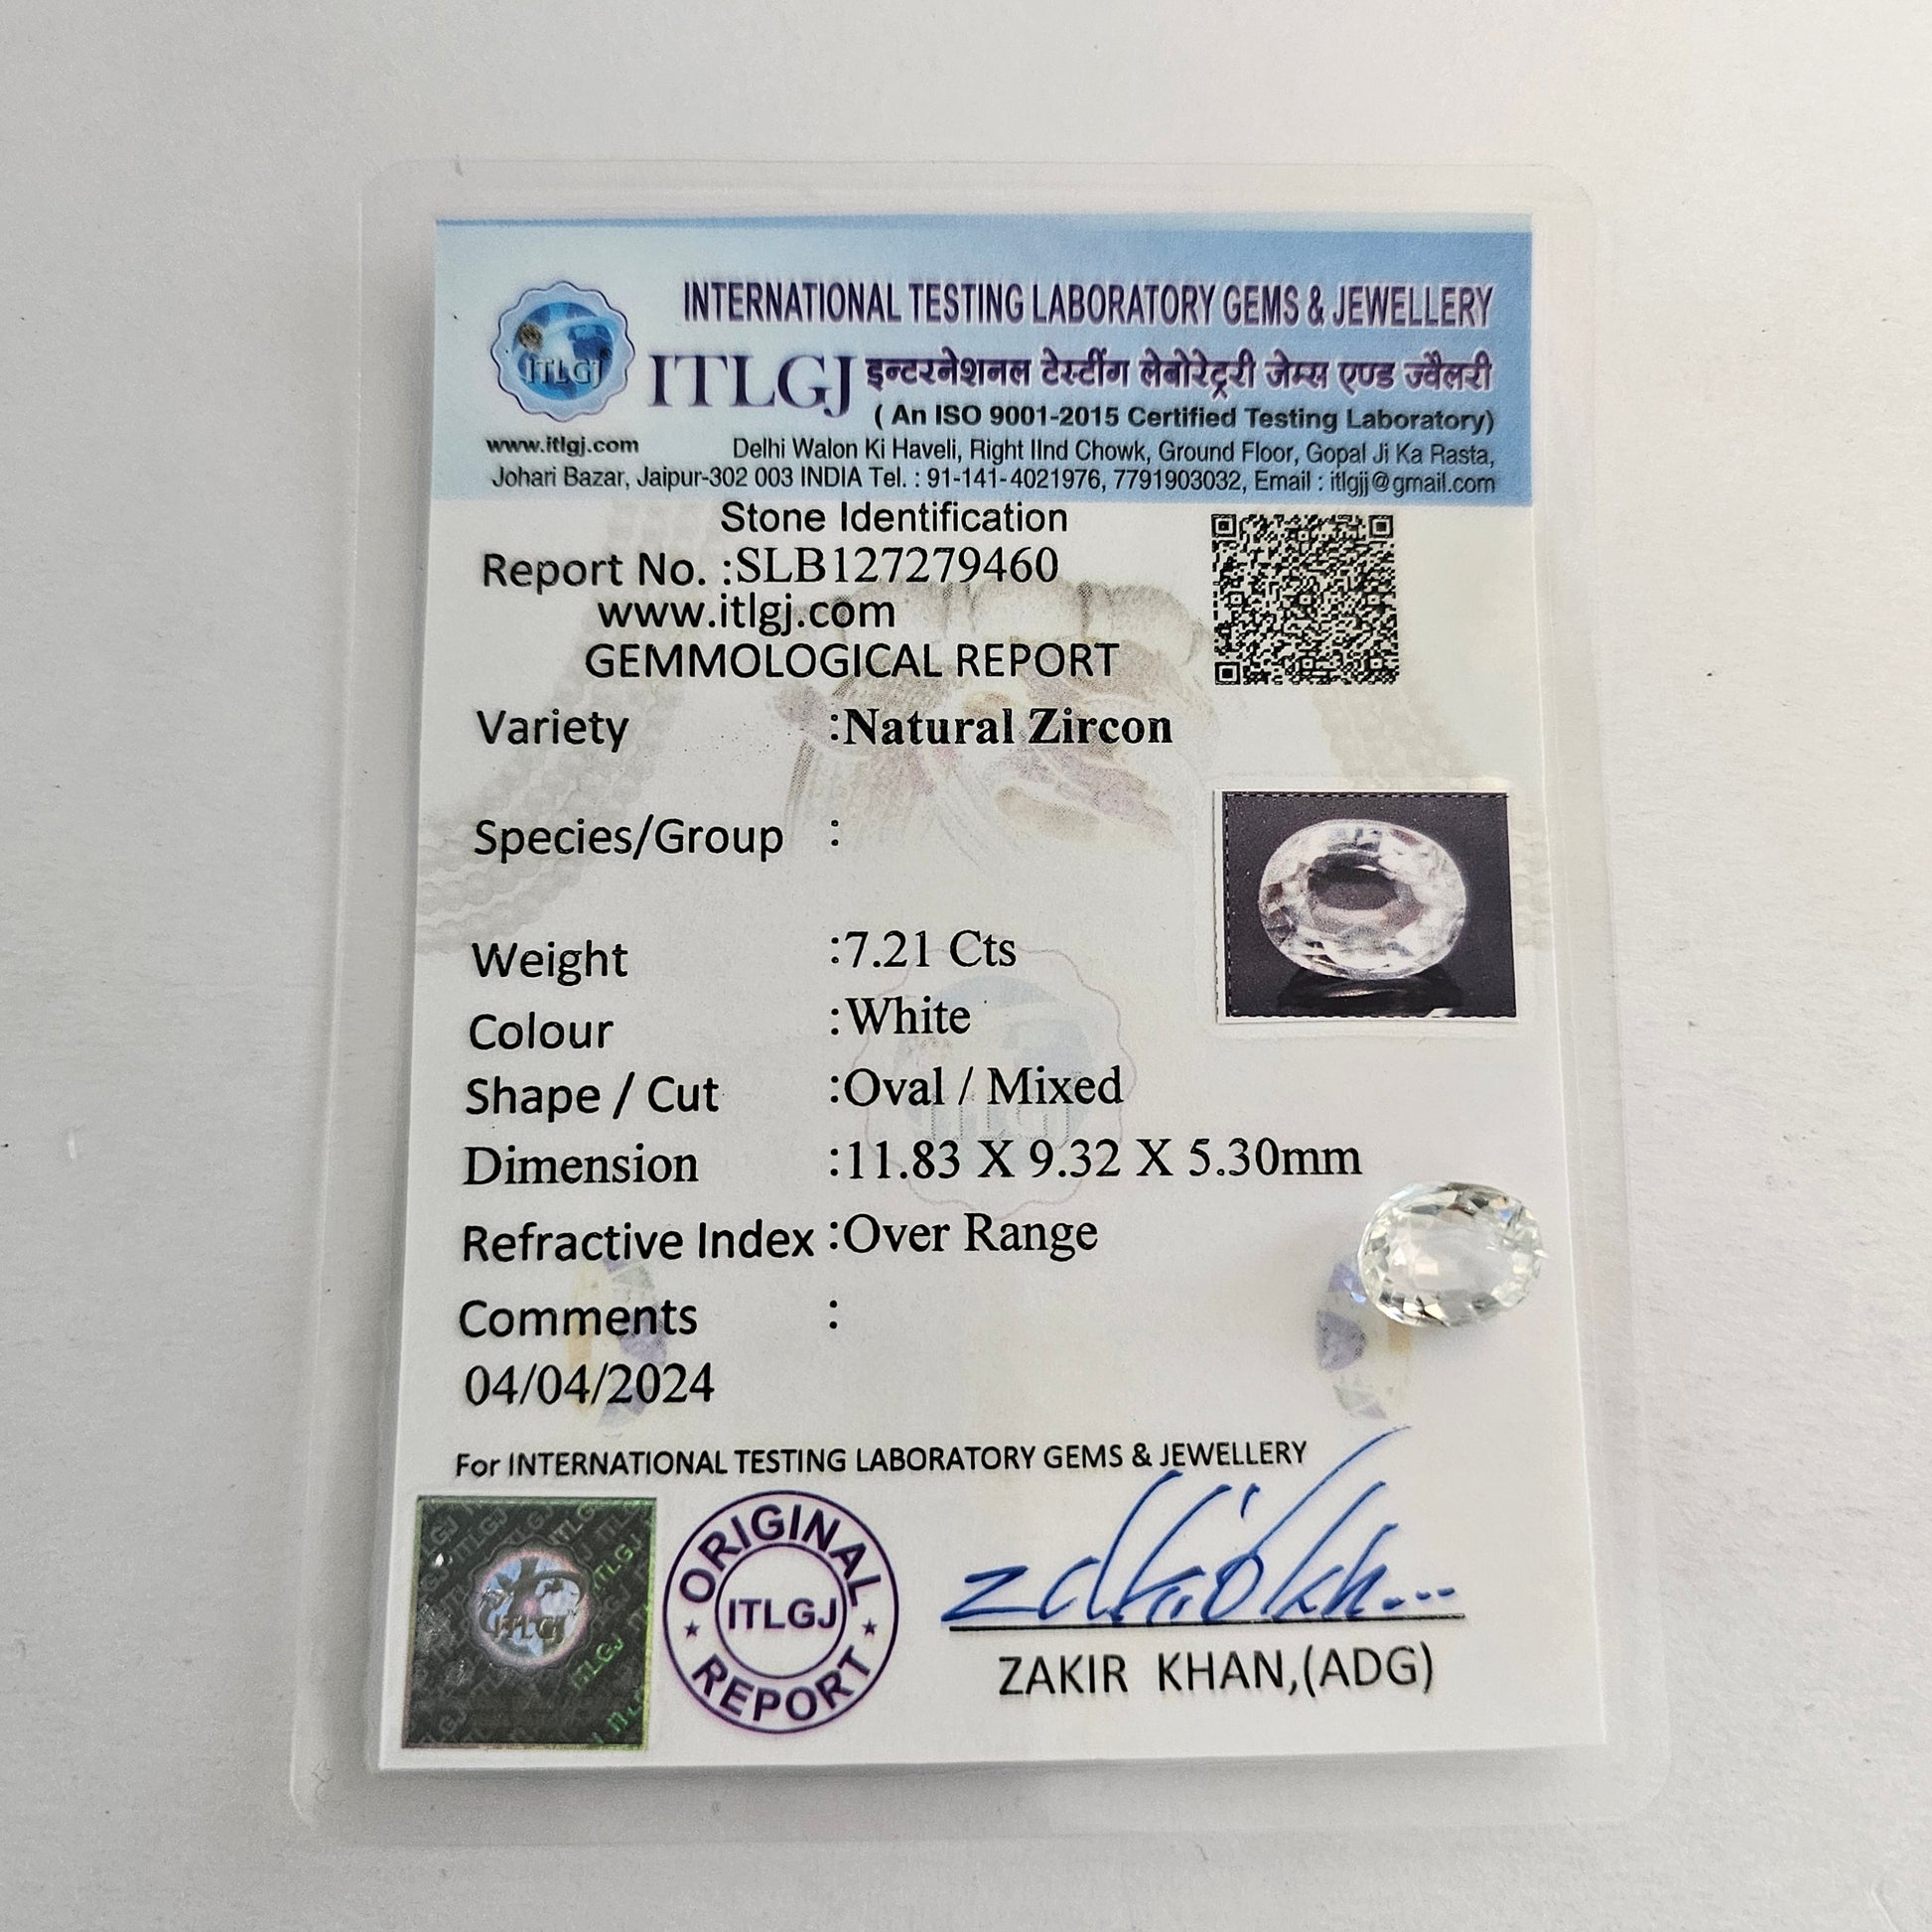 INTERNATIONAL TESTING LABORATORY GEMS & JEWELLERY
ITLGJ
ITLGJ इन्टरनेशनल टेस्टींग लेबोरेट्री जेम्स एण्ड ज्वैलरी
( An ISO 9001-2015 Certified Testing Laboratory)
www.itlgj.com Delhi Walon Ki Haveli, Right IInd Chowk, Ground Floor, Gopal Ji Ka Rasta,
Johari Bazar, Jaipur-302 003 INDIA Tel. : 91-141-4021976, 7791903032, Email : itlgjj@gmail.com
Stone Identification
Report No. :SLB127279460
www.itlgj.com
GEMMOLOGICAL REPORT
Variety :Natural Zircon
Species/Group :
Weight :7.21 Cts
Colour :White
Shape / Cut :Oval / Mixed
Dimension :11.83 X 9.32 X 5.30mm
Refractive Index :Over Range
Comments :
04/04/2024
For INTERNATIONAL TESTING LABORATORY GEMS & JEWELLERY
ITLGJ
ORIGINAL
ITLGJ
REPORT
ZAKIR KHAN,(ADG)